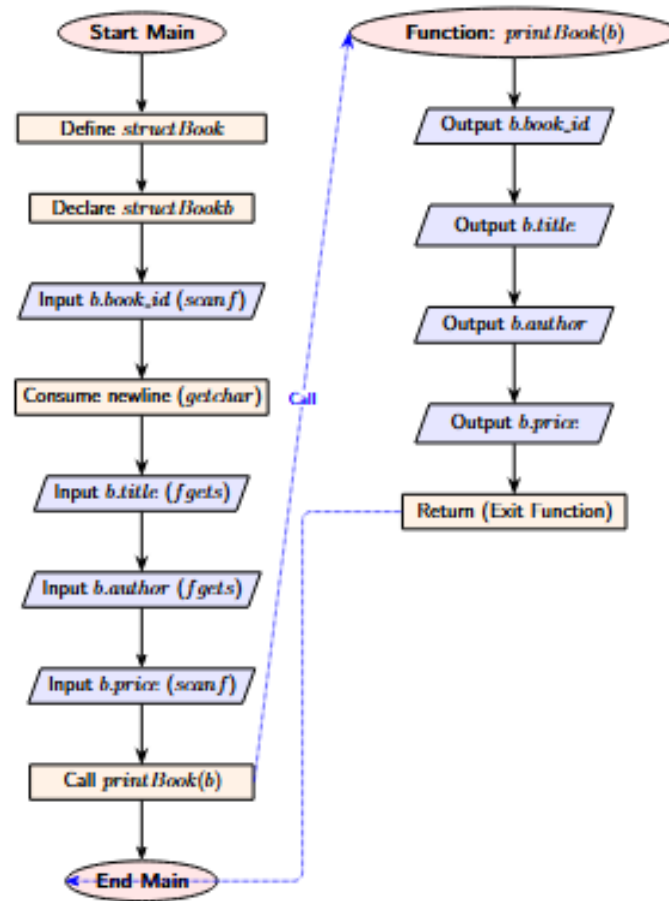 Start Main
Define structBook
Declare structBookb
Input b.book_id (scanf)
Consume newline (getchar)
Input b.title (fgets)
Input b.author (fgets)
Input b.price (scanf)
Call printBook(b)
End Main
Call
Function: printBook(b)
Output b.book_id
Output b.title
Output b.author
Output b.price
Return (Exit Function)